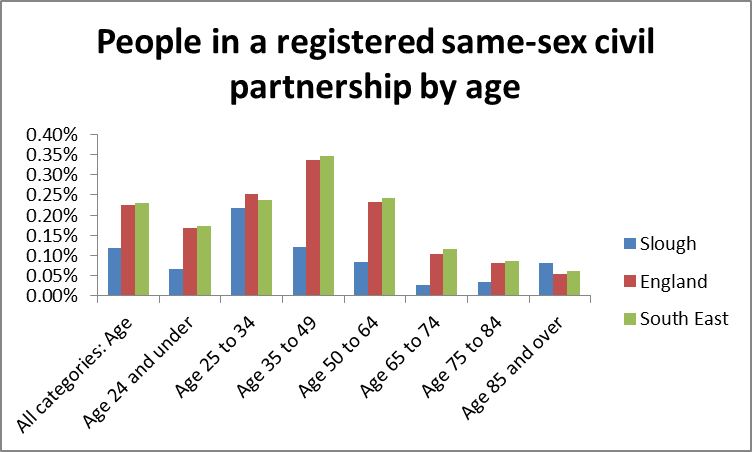 People in a registered same-sex civil
partnership by age
0.40%
0.35%
0.30%
0.25%
0.20%
0.15%
0.10%
0.05%
0.00%
All categories: Age
Age 24 and under
Age 25 to 34
Age 35 to 49
Age 50 to 64
Age 65 to 74
Age 75 to 84
Age 85 and over
Slough
England
South East